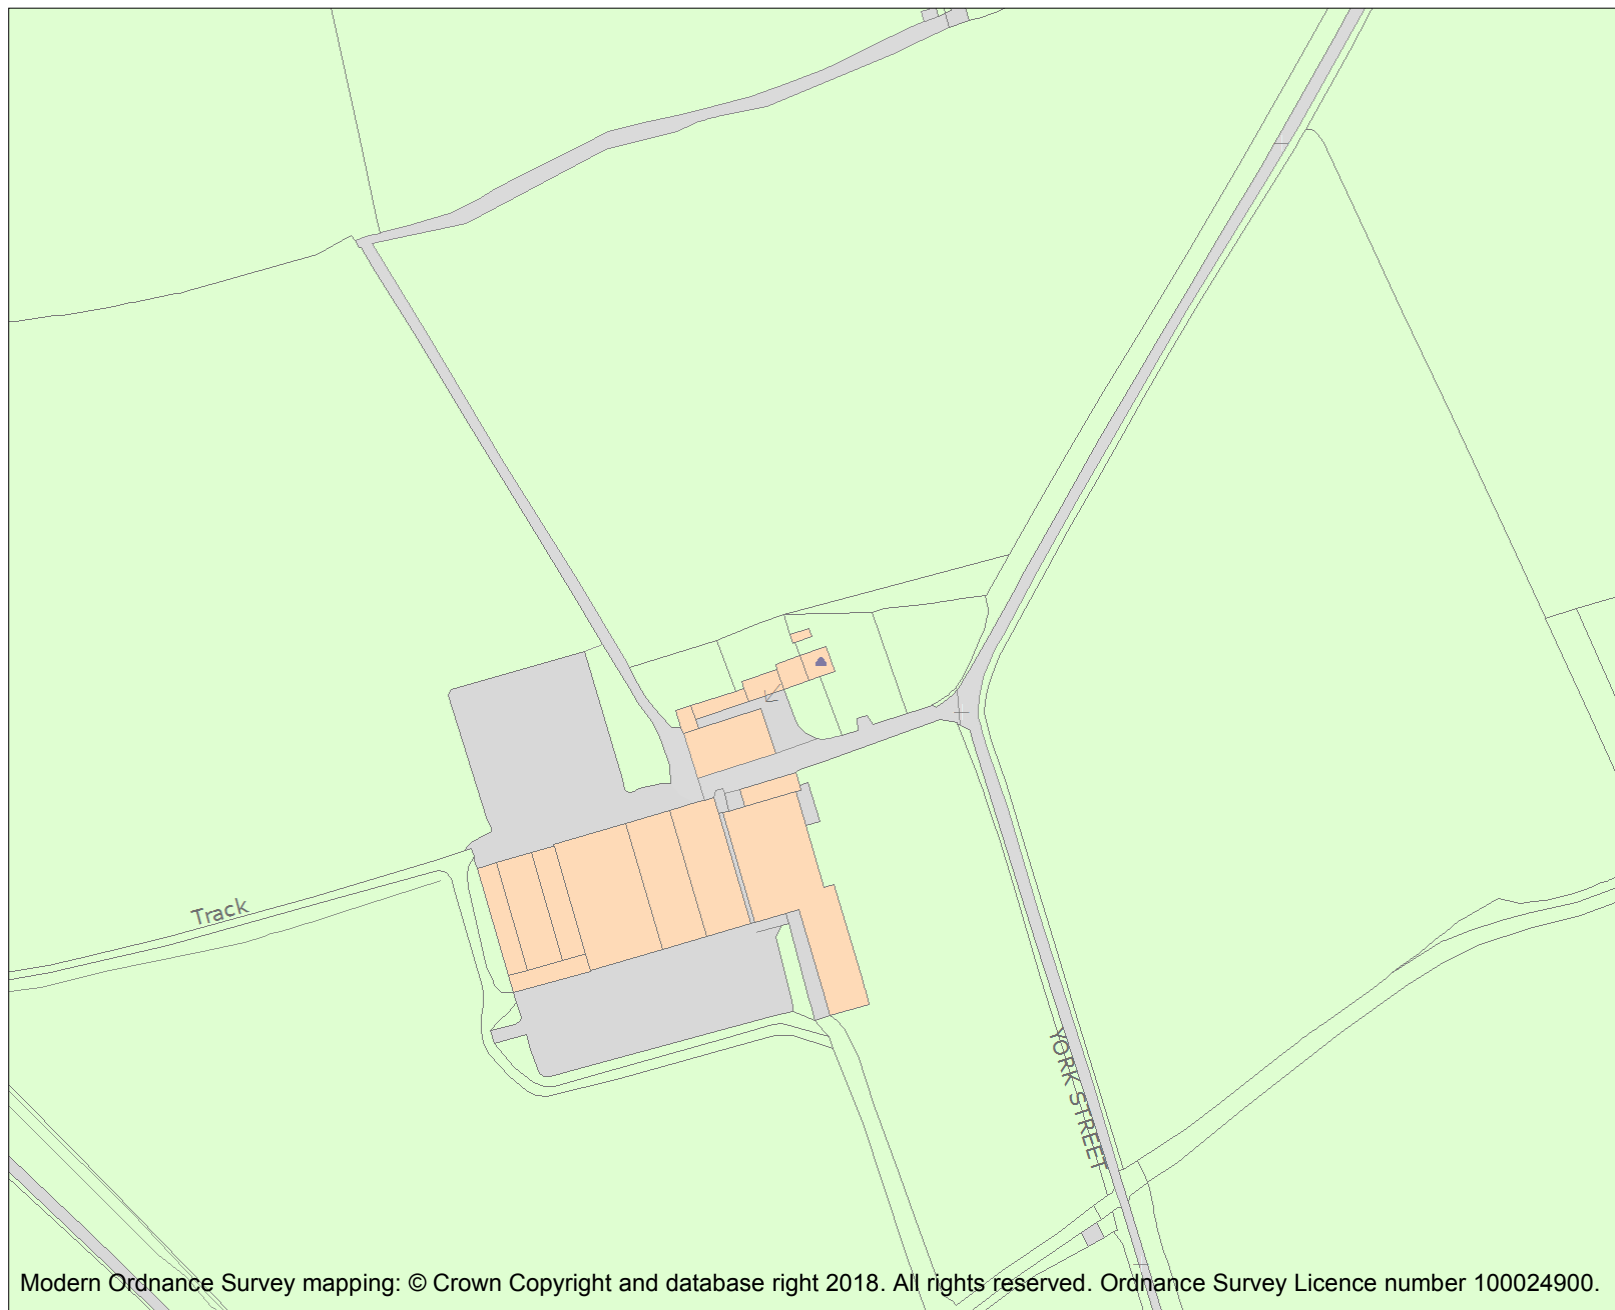 Track
YORK STREET
Modern Ordnance Survey mapping: © Crown Copyright and database right 2018. All rights reserved. Ordnance Survey Licence number 100024900.